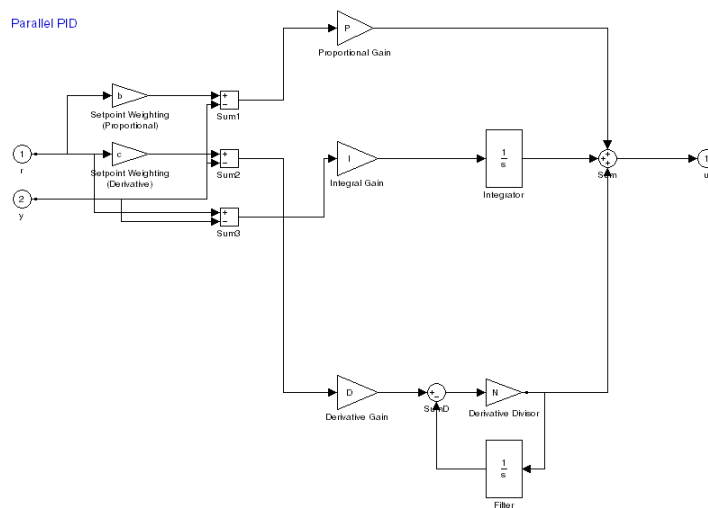 Parallel PID
P
Proportional Gain
b
Setpoint Weighting
(Proportional)
+
−
Sum1
1
r
c
Setpoint Weighting
(Derivative)
+
−
Sum2
I
Integral Gain
1
s
Integrator
+
+
+
Sum
1
u
2
y
+
−
Sum3
D
Derivative Gain
+
−
SumD
N
Derivative Divisor
1
s
Filter